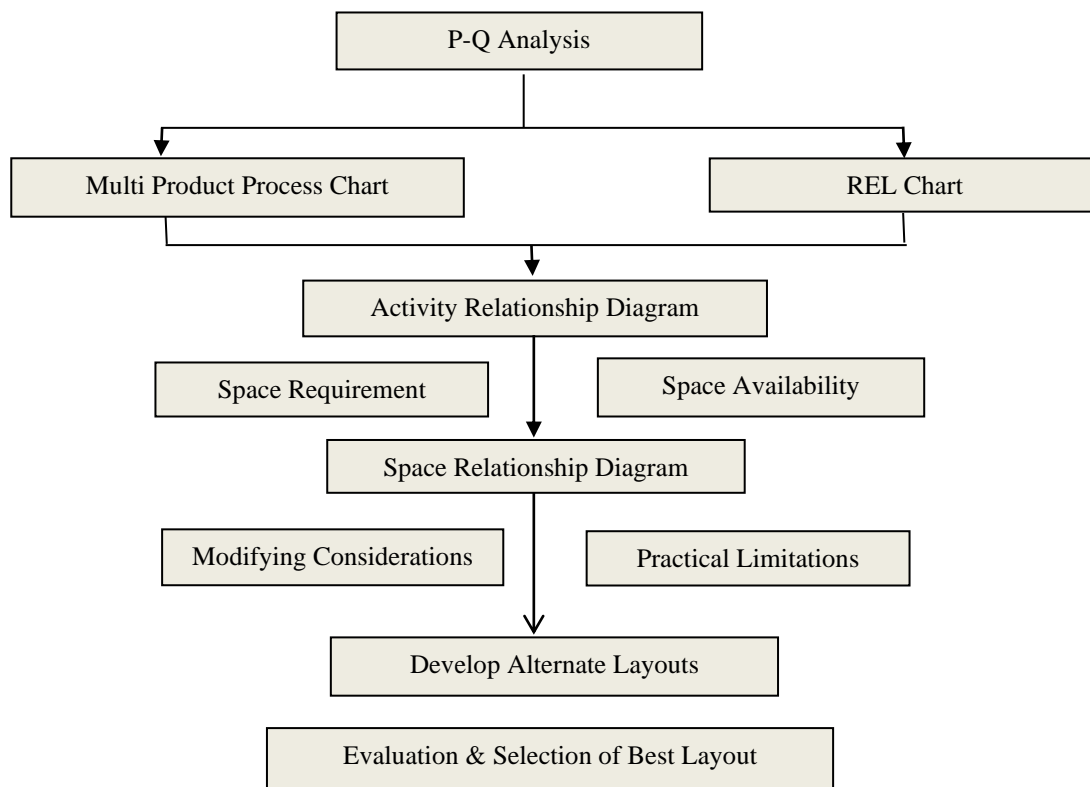 P-Q Analysis
Multi Product Process Chart
REL Chart
Activity Relationship Diagram
Space Requirement
Space Availability
Space Relationship Diagram
Modifying Considerations
Practical Limitations
Develop Alternate Layouts
Evaluation & Selection of Best Layout